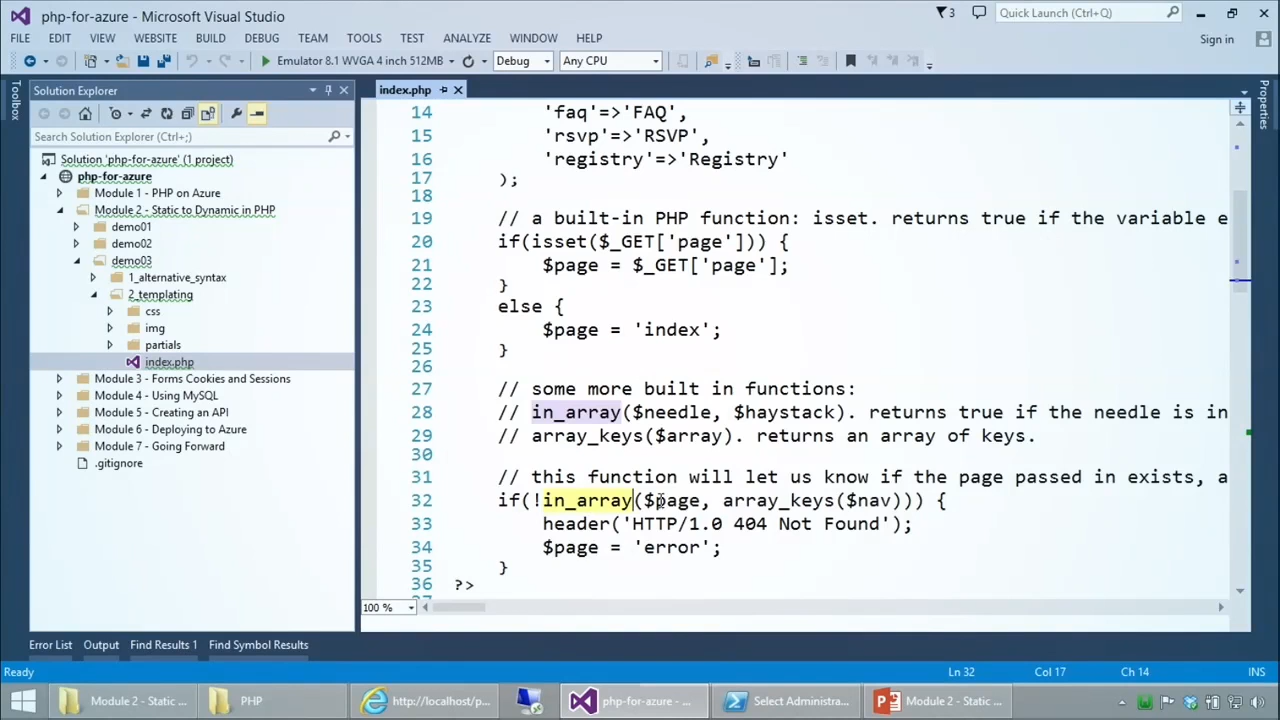 php-for-azure - Microsoft Visual Studio
3
Quick Launch (Ctrl+Q)
FILE EDIT VIEW WEBSITE BUILD DEBUG TEAM TOOLS TEST ANALYZE WINDOW HELP
Sign in
Emulator 8.1 WVGA 4 inch 512MB
Debug
Any CPU
Toolbox
Solution Explorer
Search Solution Explorer (Ctrl+;)
Solution 'php-for-azure' (1 project)
php-for-azure
Module 1 - PHP on Azure
Module 2 - Static to Dynamic in PHP
demo01
demo02
demo03
1_alternative_syntax
2_templating
css
img
partials
index.php
Module 3 - Forms Cookies and Sessions
Module 4 - Using MySQL
Module 5 - Creating an API
Module 6 - Deploying to Azure
Module 7 - Going Forward
.gitignore
index.php
Properties
14 'faq'=>'FAQ',
15 'rsvp'=>'RSVP',
16 'registry'=>'Registry'
17 );
18
19 // a built-in PHP function: isset. returns true if the variable e
20 if(isset($_GET['page'])) {
21 $page = $_GET['page'];
22 }
23 else {
24 $page = 'index';
25 }
26
27 // some more built in functions:
28 // in_array($needle, $haystack). returns true if the needle is in
29 // array_keys($array). returns an array of keys.
30
31 // this function will let us know if the page passed in exists, a
32 if(!in_array($page, array_keys($nav))) {
33 header('HTTP/1.0 404 Not Found');
34 $page = 'error';
35 }
36 ?>
100 %
Error List Output Find Results 1 Find Symbol Results
Ready
Ln 32 Col 17 Ch 14 INS
Module 2 - Static ...
PHP
http://localhost/p...
php-for-azure - ...
Select Administra...
Module 2 - Static ...